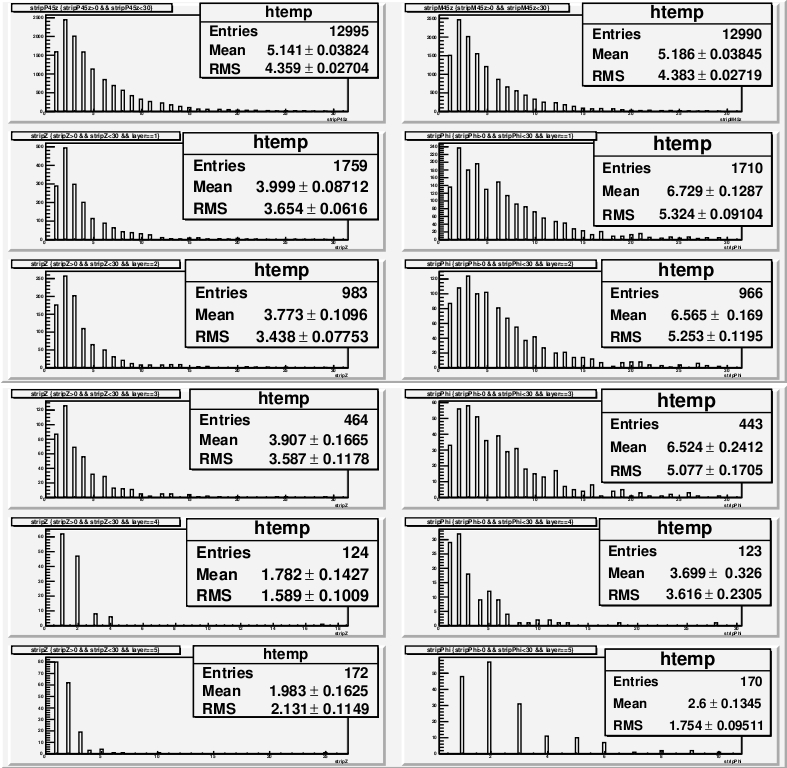 stripP45z {stripP45z>0 && stripP45z<30}
htemp
Entries 12995
Mean 5.141 ± 0.03824
RMS 4.359 ± 0.02704
stripP45z
stripM45z {stripM45z>0 && stripM45z<30}
htemp
Entries 12990
Mean 5.186 ± 0.03845
RMS 4.383 ± 0.02719
stripM45z
stripZ {stripZ>0 && stripZ<30 && layer==1}
htemp
Entries 1759
Mean 3.999 ± 0.08712
RMS 3.654 ± 0.0616
stripZ
stripPhi {stripPhi>0 && stripPhi<30 && layer==1}
htemp
Entries 1710
Mean 6.729 ± 0.1287
RMS 5.324 ± 0.09104
stripPhi
stripZ {stripZ>0 && stripZ<30 && layer==2}
htemp
Entries 983
Mean 3.773 ± 0.1096
RMS 3.438 ± 0.07753
stripZ
stripPhi {stripPhi>0 && stripPhi<30 && layer==2}
htemp
Entries 966
Mean 6.565 ± 0.169
RMS 5.253 ± 0.1195
stripPhi
stripZ {stripZ>0 && stripZ<30 && layer==3}
htemp
Entries 464
Mean 3.907 ± 0.1665
RMS 3.587 ± 0.1178
stripZ
stripPhi {stripPhi>0 && stripPhi<30 && layer==3}
htemp
Entries 443
Mean 6.524 ± 0.2412
RMS 5.077 ± 0.1705
stripPhi
stripZ {stripZ>0 && stripZ<30 && layer==4}
htemp
Entries 124
Mean 1.782 ± 0.1427
RMS 1.589 ± 0.1009
stripZ
stripPhi {stripPhi>0 && stripPhi<30 && layer==4}
htemp
Entries 123
Mean 3.699 ± 0.326
RMS 3.616 ± 0.2305
stripPhi
stripZ {stripZ>0 && stripZ<30 && layer==5}
htemp
Entries 172
Mean 1.983 ± 0.1625
RMS 2.131 ± 0.1149
stripZ
stripPhi {stripPhi>0 && stripPhi<30 && layer==5}
htemp
Entries 170
Mean 2.6 ± 0.1345
RMS 1.754 ± 0.09511
stripPhi